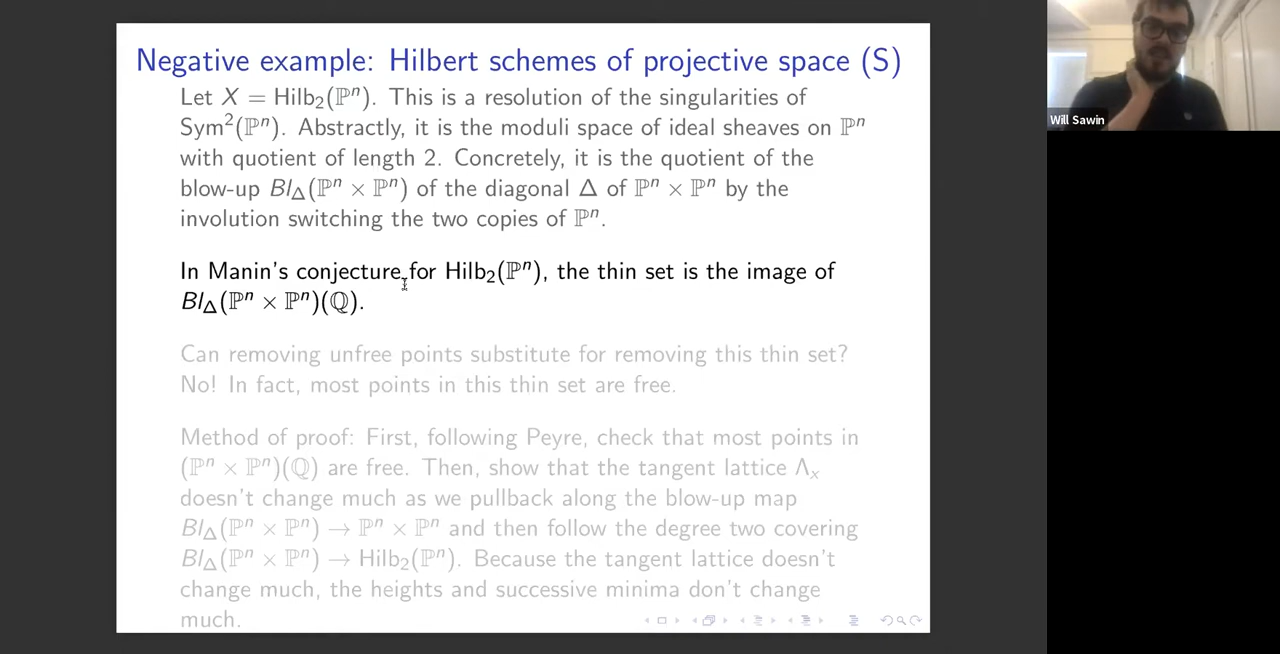 Negative example: Hilbert schemes of projective space (S)
Let X = Hilb₂(ℙⁿ). This is a resolution of the singularities of
Sym²(ℙⁿ). Abstractly, it is the moduli space of ideal sheaves on ℙⁿ
with quotient of length 2. Concretely, it is the quotient of the
blow-up Bl_Δ(ℙⁿ × ℙⁿ) of the diagonal Δ of ℙⁿ × ℙⁿ by the
involution switching the two copies of ℙⁿ.
In Manin's conjecture for Hilb₂(ℙⁿ), the thin set is the image of
Bl_Δ(ℙⁿ × ℙⁿ)(ℚ).
Can removing unfree points substitute for removing this thin set?
No! In fact, most points in this thin set are free.
Method of proof: First, following Peyre, check that most points in
(ℙⁿ × ℙⁿ)(ℚ) are free. Then, show that the tangent lattice Λₓ
doesn't change much as we pullback along the blow-up map
Bl_Δ(ℙⁿ × ℙⁿ) → ℙⁿ × ℙⁿ and then follow the degree two covering
Bl_Δ(ℙⁿ × ℙⁿ) → Hilb₂(ℙⁿ). Because the tangent lattice doesn't
change much, the heights and successive minima don't change
much.
Will Sawin